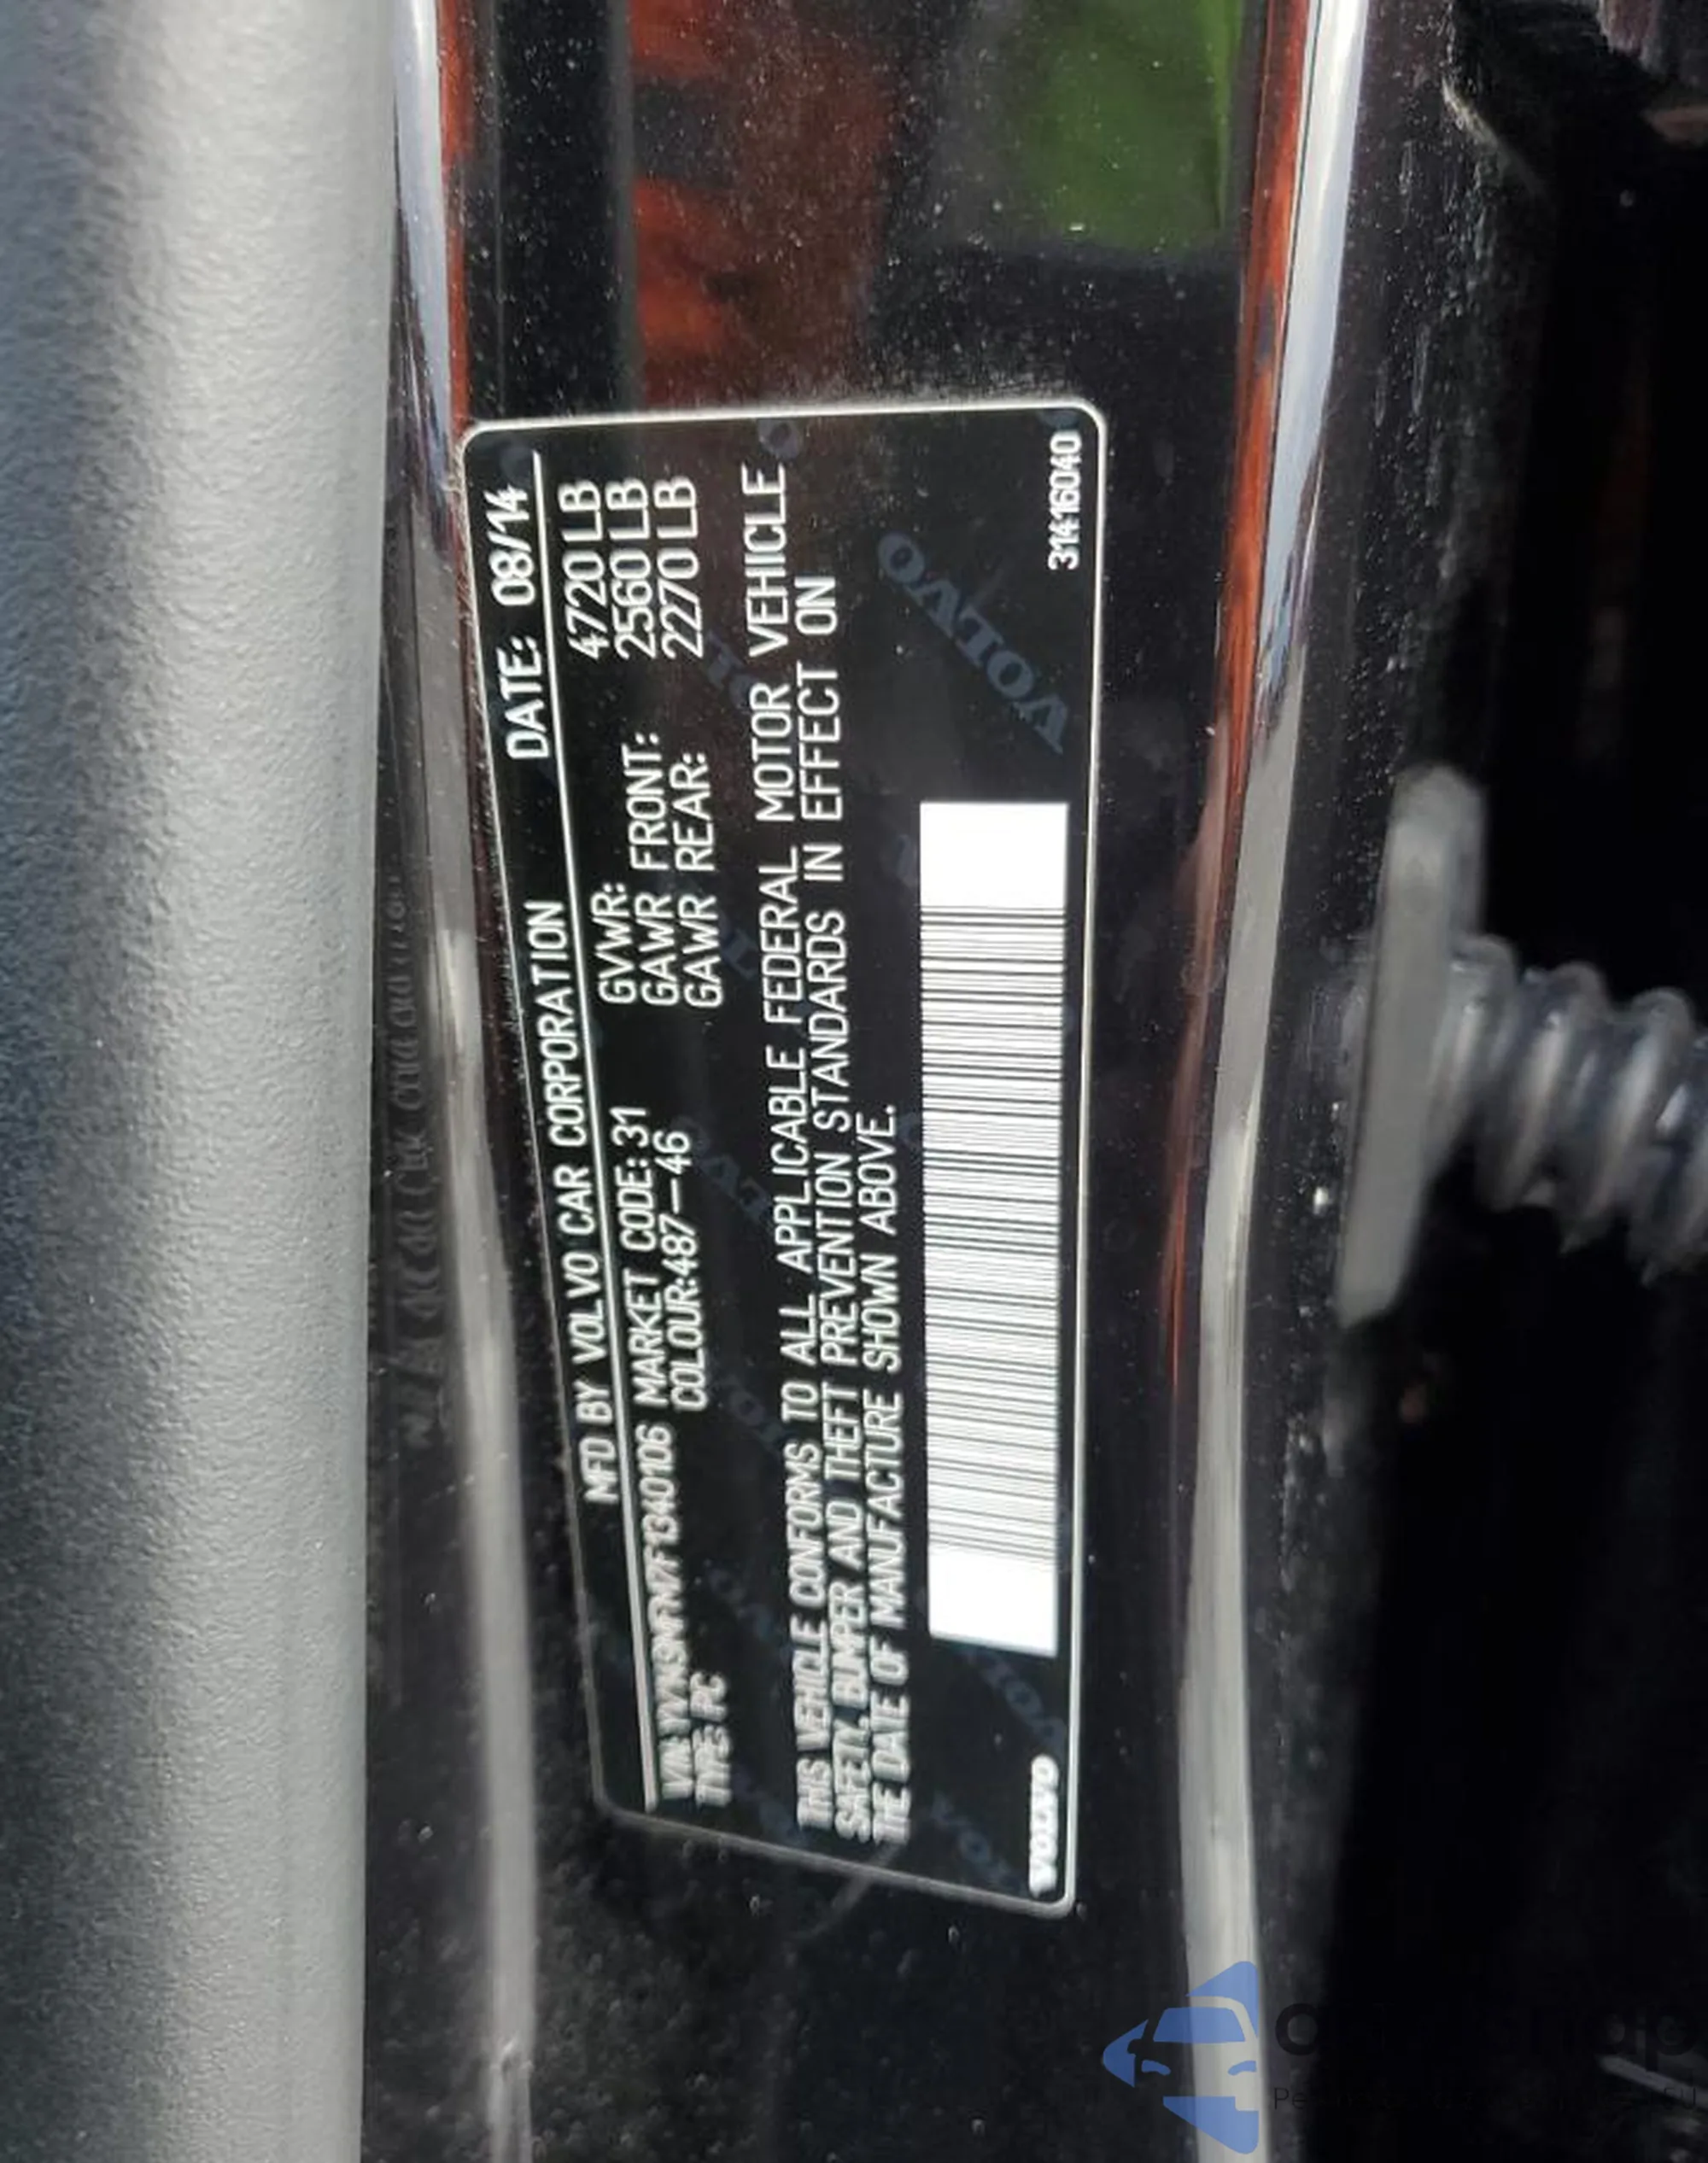 MFD BY VOLVO CAR CORPORATION DATE: 08/14
MARKET CODE: 31 GVWR: 4720 LB
TYPE: PC COLOUR:487-46 GAWR FRONT: 2560 LB
GAWR REAR: 2270 LB
THIS VEHICLE CONFORMS TO ALL APPLICABLE FEDERAL MOTOR VEHICLE
SAFETY, BUMPER AND THEFT PREVENTION STANDARDS IN EFFECT ON
THE DATE OF MANUFACTURE SHOWN ABOVE.
VOLVO
VOLVO 31416040